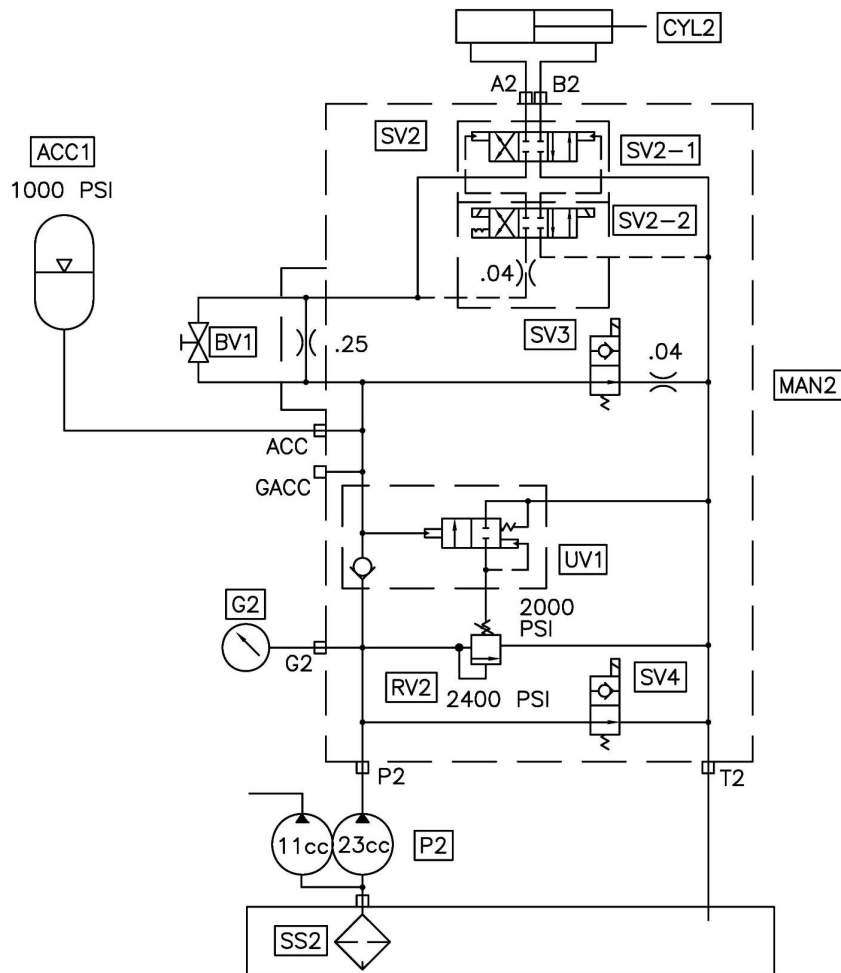 CYL2
A2 B2
SV2
SV2-1
ACC1
1000 PSI
SV2-2
.04
SV3
BV1
.25
.04
MAN2
ACC
GACC
UV1
G2
2000
PSI
G2
RV2
SV4
2400 PSI
P2
T2
11cc
23cc
P2
SS2